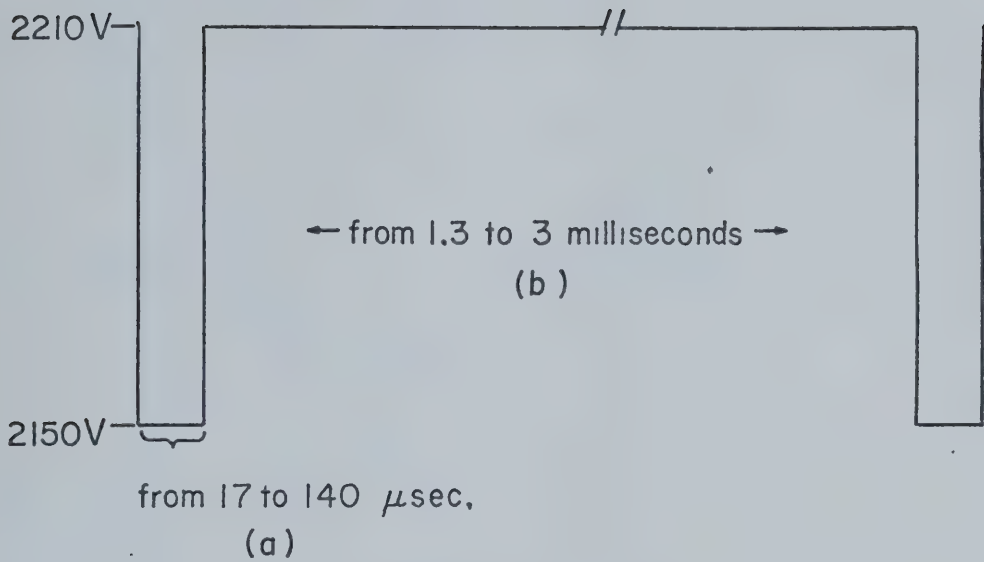 2210V
← from 1.3 to 3 milliseconds →
(b)
2150V
from 17 to 140 μsec.
(a)